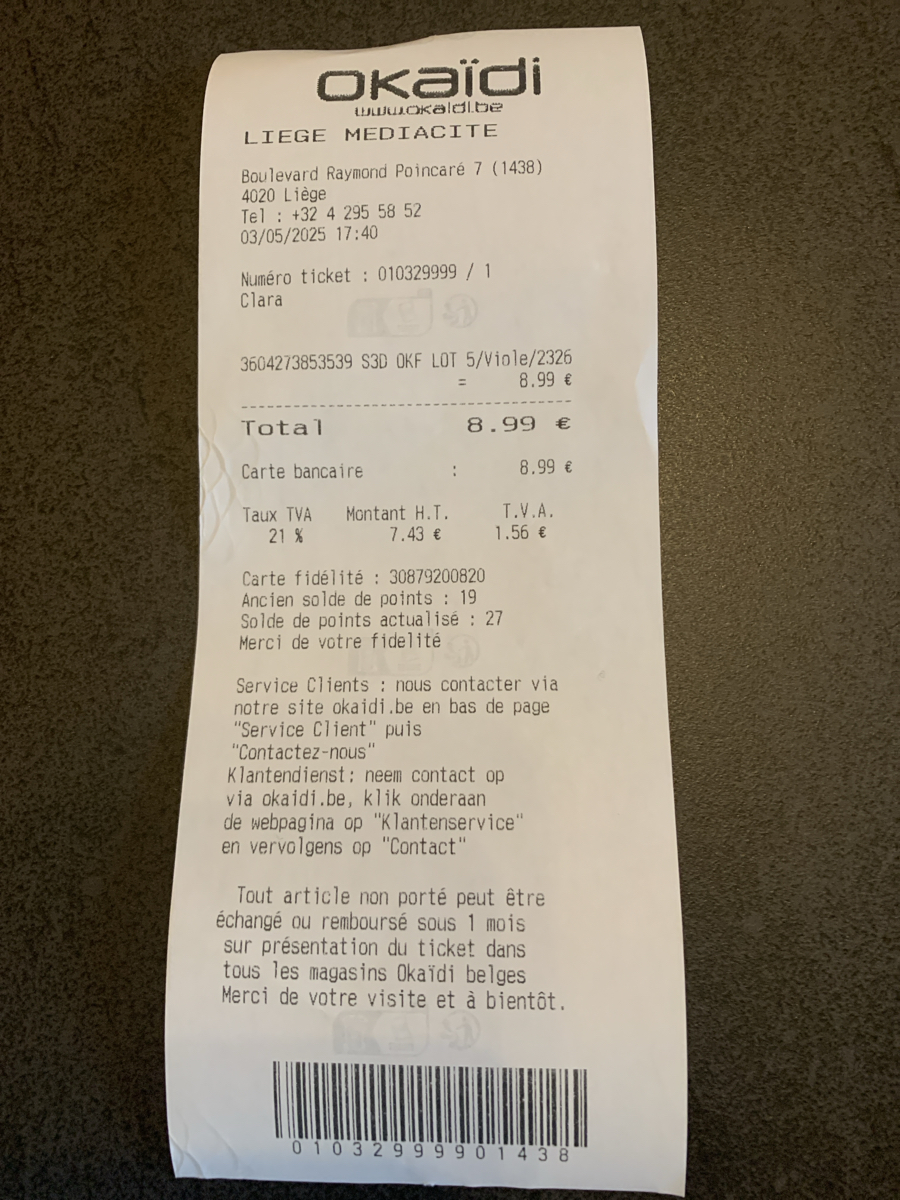 okaïdi
www.okaidi.be
LIEGE MEDIACITE
Boulevard Raymond Poincaré 7 (1438)
4020 Liège
Tel : +32 4 295 58 52
03/05/2025 17:40
Numéro ticket : 010329999 / 1
Clara
3604273853539 S3D OKF LOT 5/Viole/2326
= 8.99 €
Total 8.99 €
Carte bancaire : 8.99 €
Taux TVA Montant H.T. T.V.A.
21 % 7.43 € 1.56 €
Carte fidélité : 30879200820
Ancien solde de points : 19
Solde de points actualisé : 27
Merci de votre fidelité
Service Clients : nous contacter via
notre site okaidi.be en bas de page
"Service Client" puis
"Contactez-nous"
Klantendienst: neem contact op
via okaidi.be, klik onderaan
de webpagina op "Klantenservice"
en vervolgens op "Contact"
Tout article non porté peut être
échangé ou remboursé sous 1 mois
sur présentation du ticket dans
tous les magasins Okaïdi belges
Merci de votre visite et à bientôt.
01032999901438